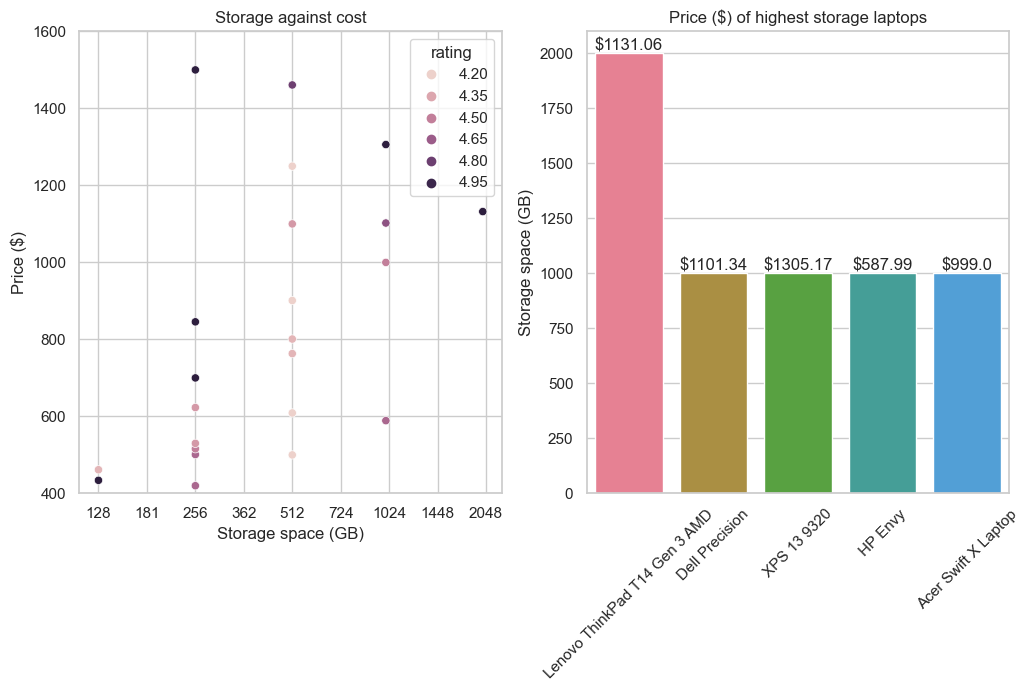 Storage against cost
1600
1400
1200
1000
800
600
400
Price ($)
rating
4.20
4.35
4.50
4.65
4.80
4.95
128 181 256 362 512 724 1024 1448 2048
Storage space (GB)
Price ($) of highest storage laptops
2000
1750
1500
1250
1000
750
500
250
0
Storage space (GB)
$1131.06
$1101.34 $1305.17 $587.99 $999.0
Lenovo ThinkPad T14 Gen 3 AMD
Dell Precision
XPS 13 9320
HP Envy
Acer Swift X Laptop